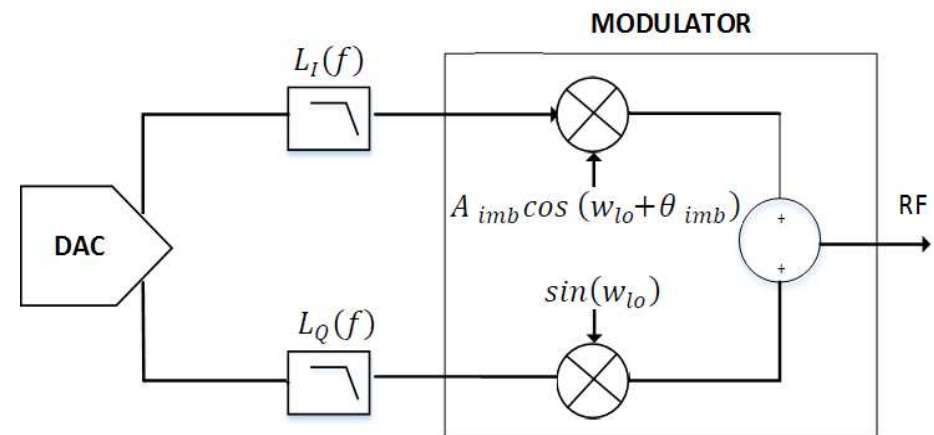 MODULATOR
L_I(f)
A_imb cos (w_lo+θ_imb)
RF
DAC
+
+
sin(w_lo)
L_Q(f)